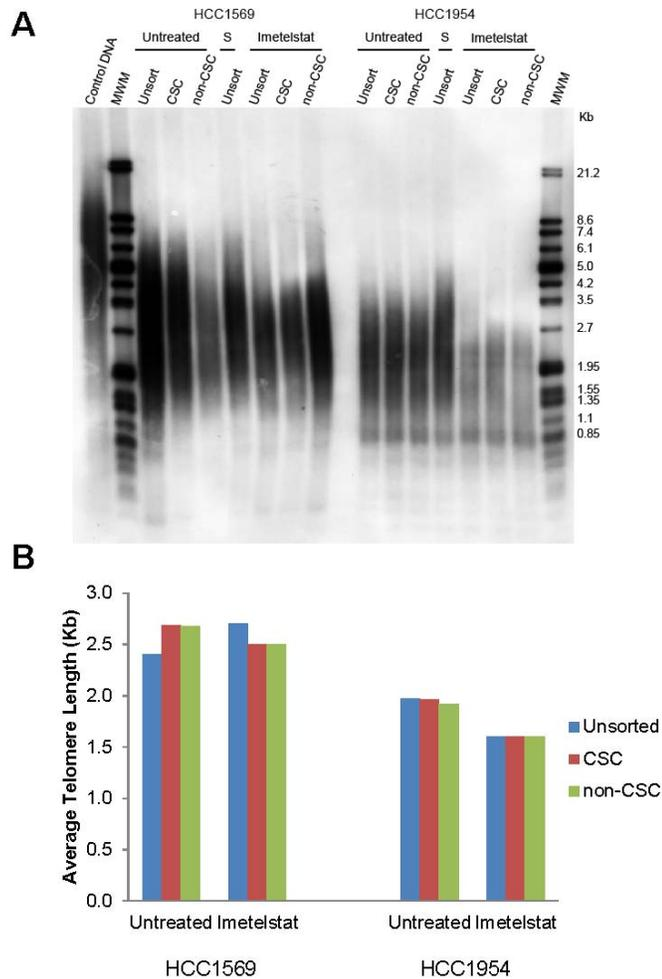 A
HCC1569 HCC1954
Untreated S Imetelstat Untreated S Imetelstat
Control DNA MWM Unsort CSC non-CSC Unsort Unsort CSC non-CSC Unsort CSC non-CSC Unsort Unsort CSC non-CSC MWM
Kb
21.2
8.6
7.4
6.1
5.0
4.2
3.5
2.7
1.95
1.55
1.35
1.1
0.85
B
Average Telomere Length (Kb)
3.0
2.5
2.0
1.5
1.0
0.5
0.0
Unsorted
CSC
non-CSC
Untreated Imetelstat Untreated Imetelstat
HCC1569 HCC1954